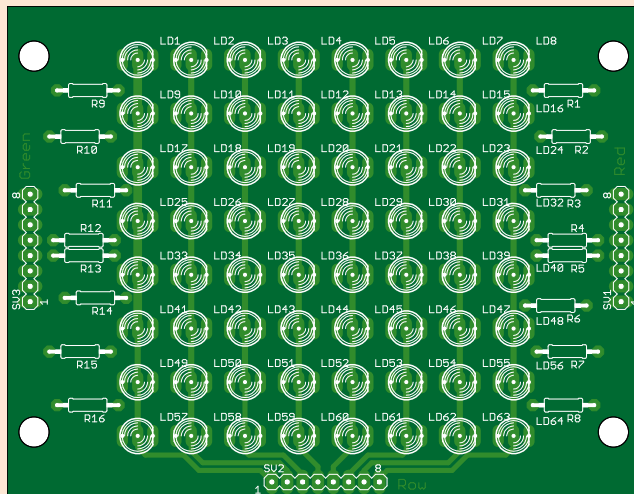 LD1 LD2 LD3 LD4 LD5 LD6 LD7 LD8
R9 LD9 LD10 LD11 LD12 LD13 LD14 LD15 LD16 R1
R10 LD17 LD18 LD19 LD20 LD21 LD22 LD23 LD24 R2
Green
Red
8 R11 LD25 LD26 LD27 LD28 LD29 LD30 LD31 LD32 R3 8
R12 R4
R13 LD33 LD34 LD35 LD36 LD37 LD38 LD39 LD40 R5
SV3 1 R14 LD41 LD42 LD43 LD44 LD45 LD46 LD47 LD48 R6 SV1
R15 LD49 LD50 LD51 LD52 LD53 LD54 LD55 LD56 R7
R16 LD57 LD58 LD59 LD60 LD61 LD62 LD63 LD64 R8
SV2 8
1 Row